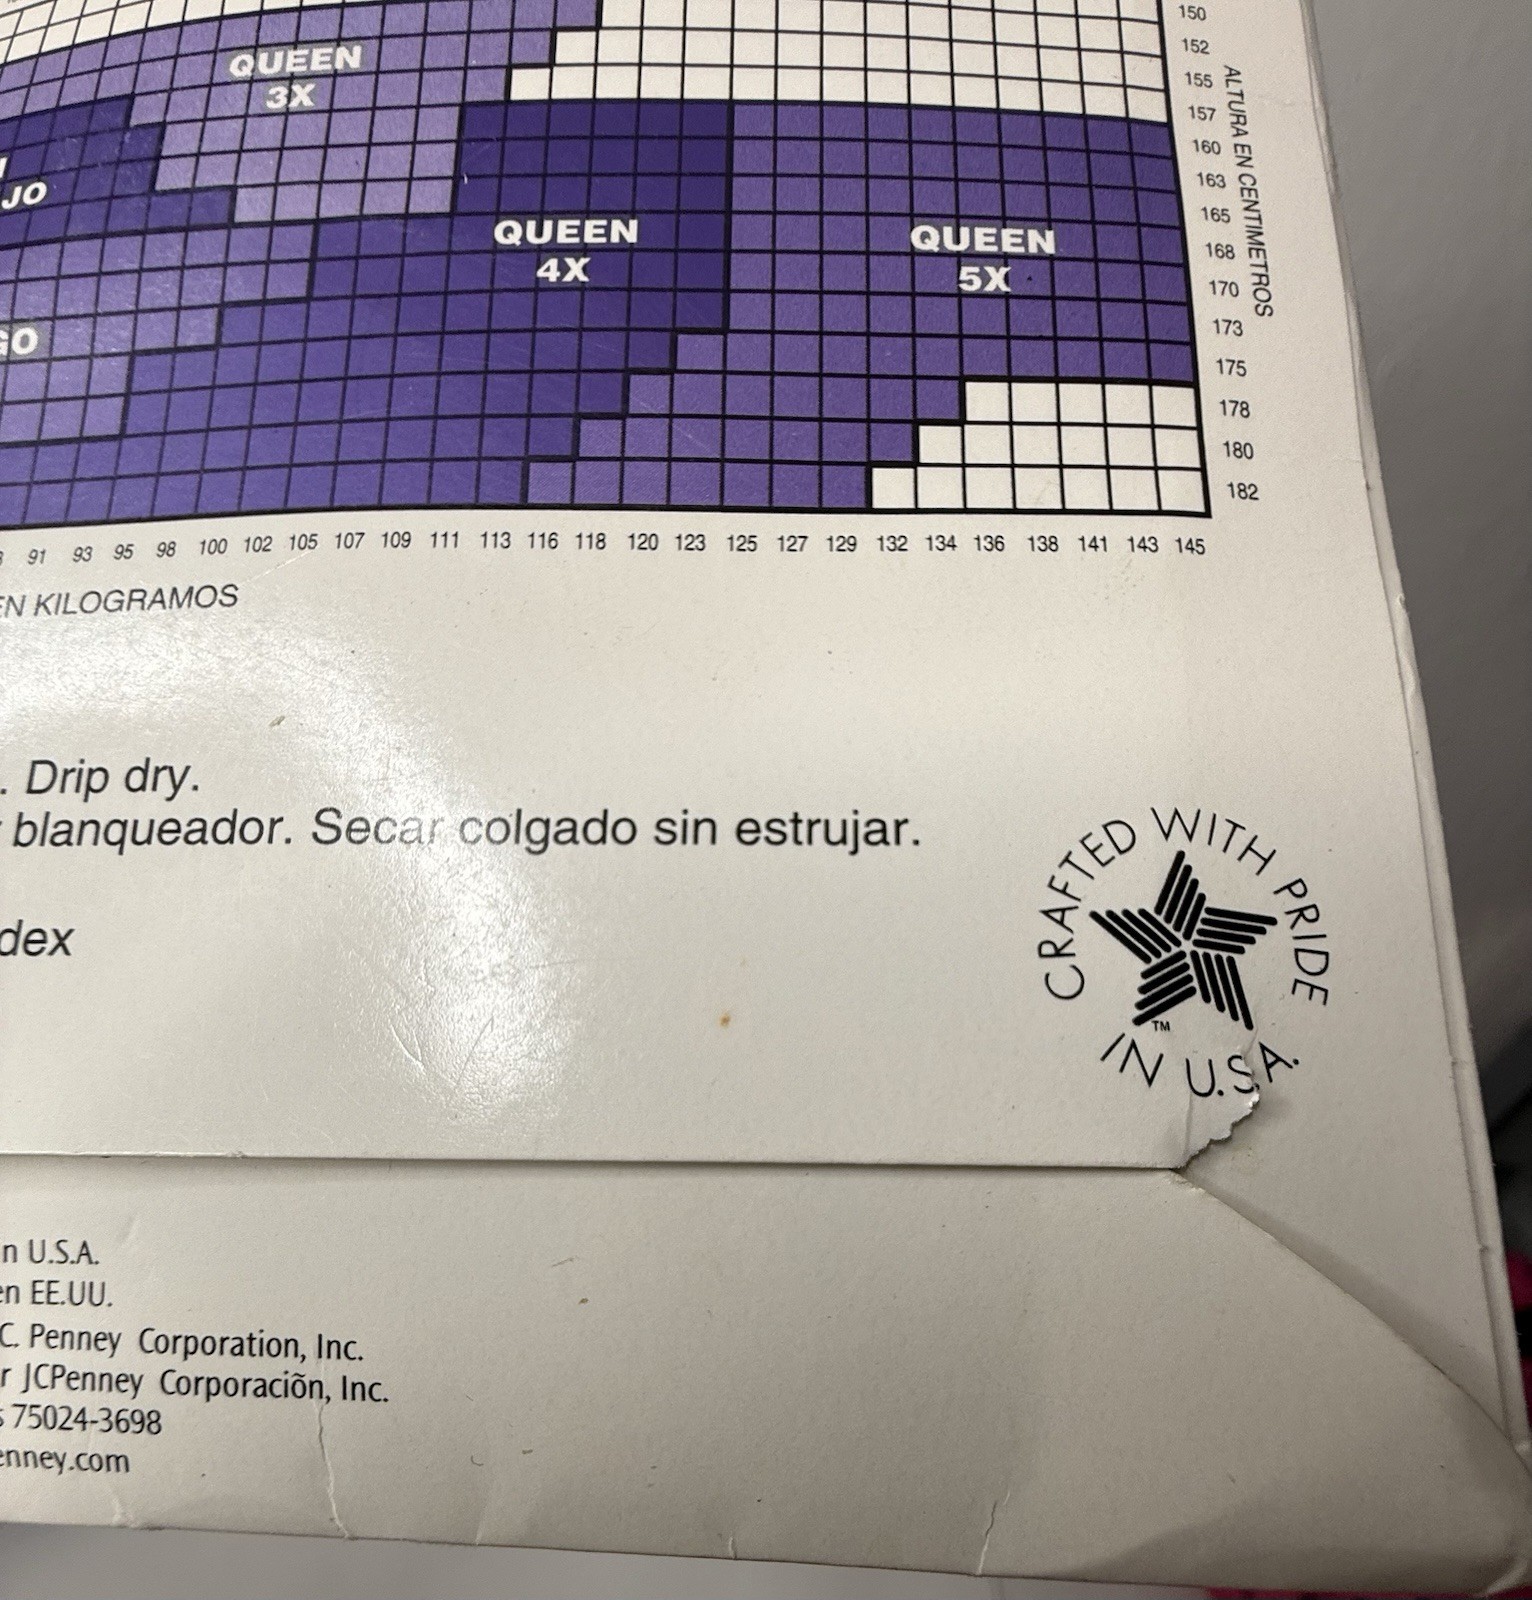 150
QUEEN
3X
152
155
157
160
163
JO
165
QUEEN
4X
QUEEN
5X
168
170
173
GO
175
178
180
182
ALTURA EN CENTIMETROS
91 93 95 98 100 102 105 107 109 111 113 116 118 120 123 125 127 129 132 134 136 138 141 143 145
EN KILOGRAMOS
. Drip dry.
blanqueador. Secar colgado sin estrujar.
dex
CRAFTED WITH PRIDE
TM
IN U.S.A.
n U.S.A.
en EE.UU.
C. Penney Corporation, Inc.
r JCPenney Corporaciõn, Inc.
s 75024-3698
enney.com